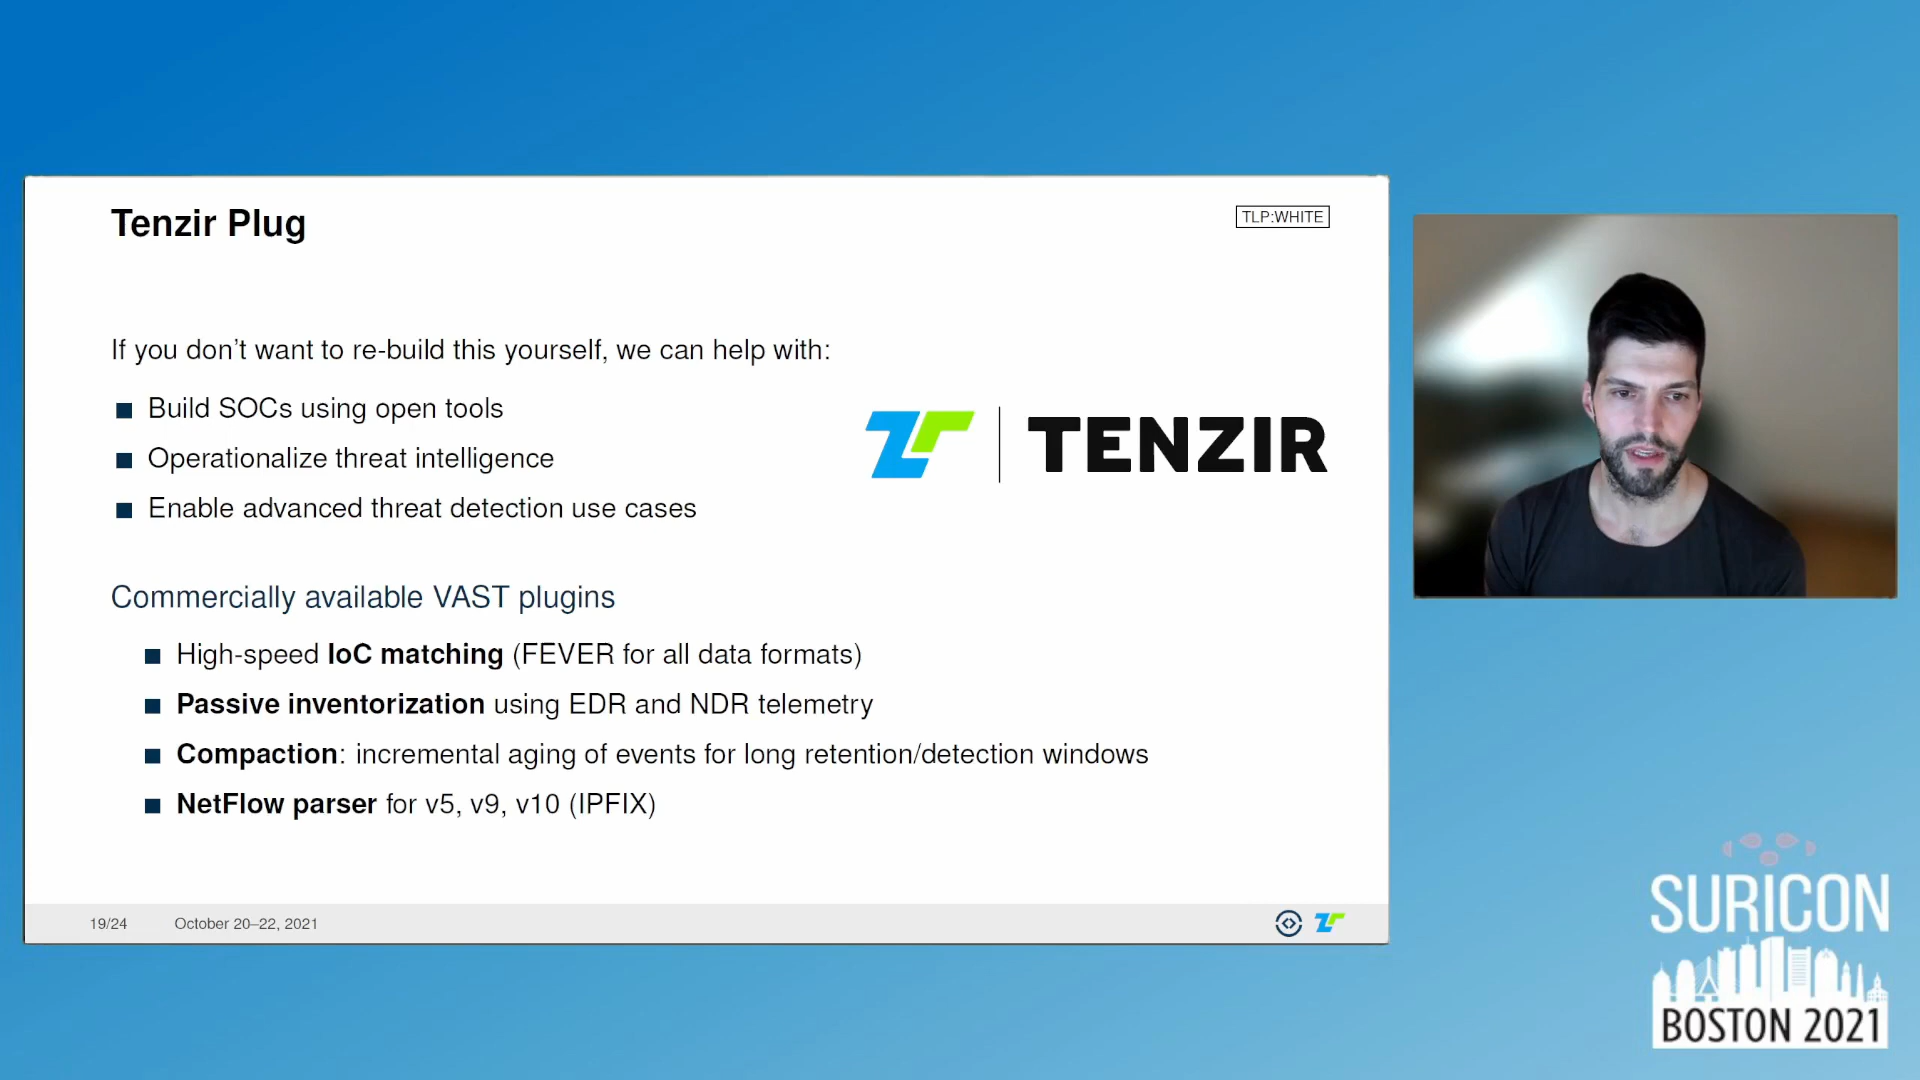 Tenzir Plug
TLP:WHITE
If you don't want to re-build this yourself, we can help with:
Build SOCs using open tools
Operationalize threat intelligence
Enable advanced threat detection use cases
TENZIR
Commercially available VAST plugins
High-speed IoC matching (FEVER for all data formats)
Passive inventorization using EDR and NDR telemetry
Compaction: incremental aging of events for long retention/detection windows
NetFlow parser for v5, v9, v10 (IPFIX)
19/24 October 20–22, 2021
SURICON
BOSTON 2021